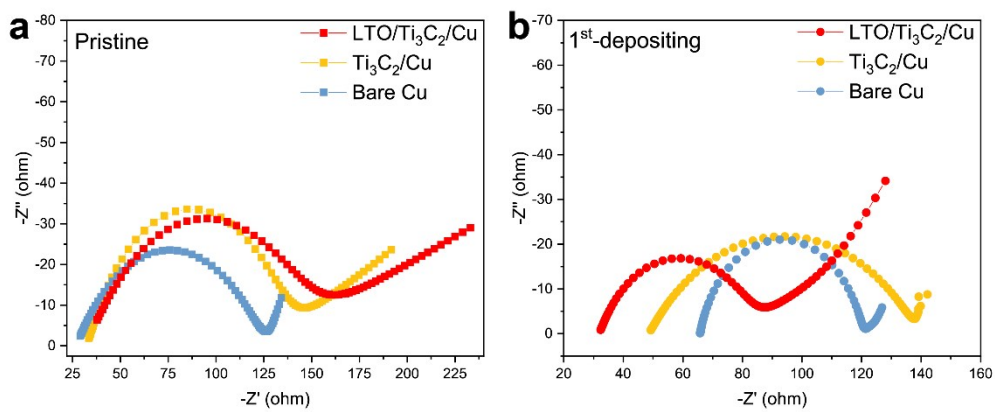 a
Pristine
LTO/Ti₃C₂/Cu
Ti₃C₂/Cu
Bare Cu
-80
-70
-60
-50
-40
-30
-20
-10
0
-Z'' (ohm)
25
50
75
100
125
150
175
200
225
-Z' (ohm)
b
1ˢᵗ-depositing
LTO/Ti₃C₂/Cu
Ti₃C₂/Cu
Bare Cu
-70
-60
-50
-40
-30
-20
-10
0
-Z'' (ohm)
20
40
60
80
100
120
140
160
-Z' (ohm)